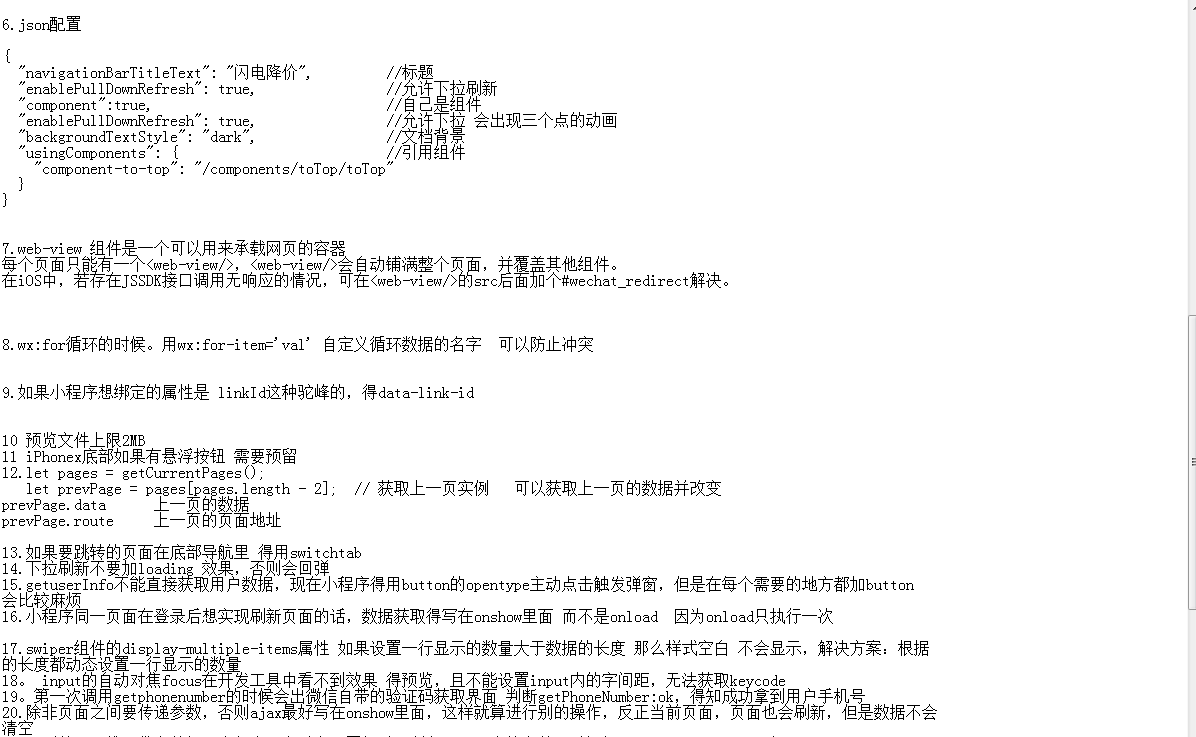 6.json配置
{
  "navigationBarTitleText": "闪电降价",          //标题
  "enablePullDownRefresh": true,                 //允许下拉刷新
  "component":true,                              //自己是组件
  "enablePullDownRefresh": true,                 //允许下拉 会出现三个点的动画
  "backgroundTextStyle": "dark",                 //文档背景
  "usingComponents": {                           //引用组件
    "component-to-top": "/components/toTop/toTop"
  }
}
7.web-view 组件是一个可以用来承载网页的容器
每个页面只能有一个<web-view/>，<web-view/>会自动铺满整个页面，并覆盖其他组件。
在iOS中，若存在JSSDK接口调用无响应的情况，可在<web-view/>的src后面加个#wechat_redirect解决。
8.wx:for循环的时候。用wx:for-item='val' 自定义循环数据的名字  可以防止冲突
9.如果小程序想绑定的属性是 linkId这种驼峰的，得data-link-id
10 预览文件上限2MB
11 iPhonex底部如果有悬浮按钮 需要预留
12.let pages = getCurrentPages();
   let prevPage = pages[pages.length - 2];  // 获取上一页实例   可以获取上一页的数据并改变
prevPage.data      上一页的数据
prevPage.route     上一页的页面地址
13.如果要跳转的页面在底部导航里 得用switchtab
14.下拉刷新不要加loading 效果，否则会回弹
15.getuserInfo不能直接获取用户数据，现在小程序得用button的opentype主动点击触发弹窗，但是在每个需要的地方都加button
会比较麻烦
16.小程序同一页面在登录后想实现刷新页面的话，数据获取得写在onshow里面 而不是onload  因为onload只执行一次
17.swiper组件的display-multiple-items属性 如果设置一行显示的数量大于数据的长度 那么样式空白 不会显示，解决方案：根据
的长度都动态设置一行显示的数量
18。 input的自动对焦focus在开发工具中看不到效果 得预览，且不能设置input内的字间距，无法获取keycode
19。第一次调用getphonenumber的时候会出微信自带的验证码获取界面 判断getPhoneNumber:ok，得知成功拿到用户手机号
20.除非页面之间要传递参数，否则ajax最好写在onshow里面，这样就算进行别的操作，反正当前页面，页面也会刷新，但是数据不会
清空